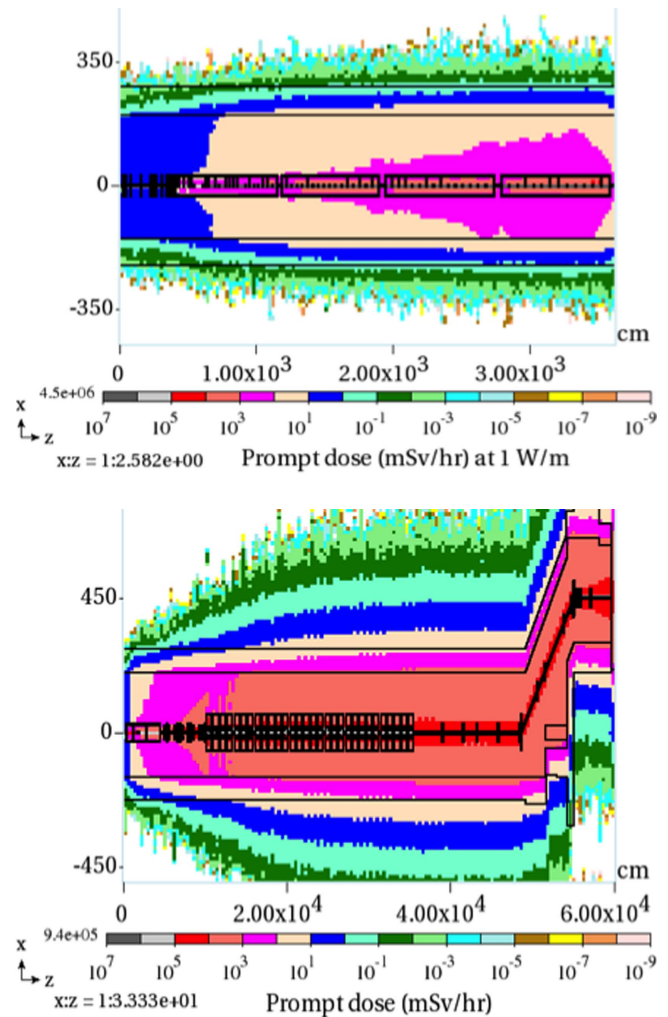 350
0
-350
cm
0 1.00x10³ 2.00x10³ 3.00x10³
4.5e+06
10⁷ 10⁵ 10³ 10¹ 10⁻¹ 10⁻³ 10⁻⁵ 10⁻⁷ 10⁻⁹
x
z
x:z = 1:2.582e+00 Prompt dose (mSv/hr) at 1 W/m
450
0
-450
cm
0 2.00x10⁴ 4.00x10⁴ 6.00x10⁴
9.4e+05
10⁷ 10⁵ 10³ 10¹ 10⁻¹ 10⁻³ 10⁻⁵ 10⁻⁷ 10⁻⁹
x
z
x:z = 1:3.333e+01 Prompt dose (mSv/hr)